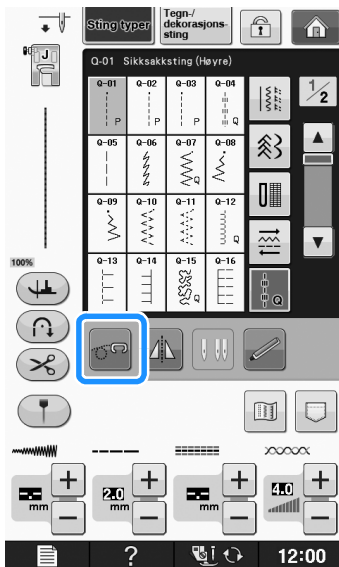 Sting typer
Tegn-/
dekorasjons-
sting
J
Q-01 Sikksakksting (Høyre)
1/2
Q-01 Q-02 Q-03 Q-04
P P P Q
Q-05 Q-06 Q-07 Q-08
Q
Q-09 Q-10 Q-11 Q-12
Q
Q-13 Q-14 Q-15 Q-16
Q
Q
100%
-.- mm
2.0 mm
-.- mm
4.0
+ + + +
− − − −
? 12:00